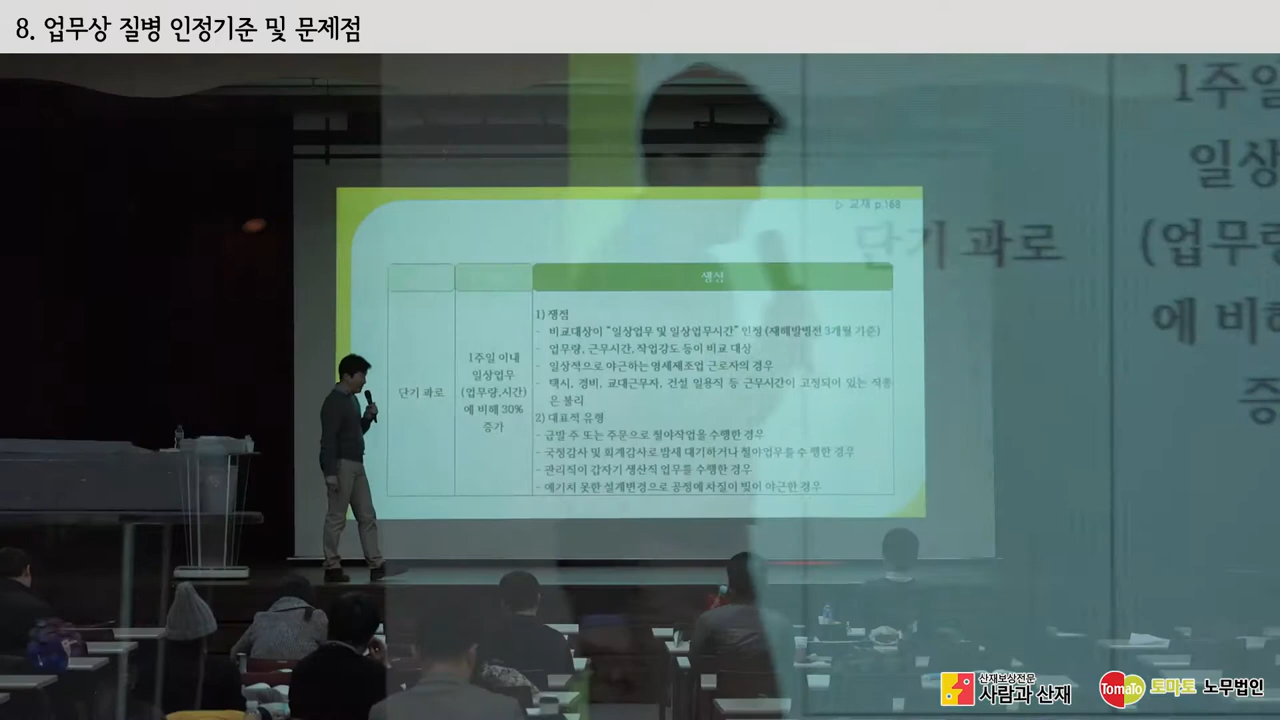 8. 업무상 질병 인정기준 및 문제점
▷ 교재 p.168
쟁점
단기 과로
1주일 이내
일상업무
(업무량,시간)
에 비해 30%
증가
1) 쟁점
- 비교대상이 "일상업무 및 일상업무시간" 인정 (재해발병전 3개월 기준)
- 업무량, 근무시간, 작업강도 등이 비교 대상
- 일상적으로 야근하는 영세제조업 근로자의 경우
- 택시, 경비, 교대근무자, 건설 일용직 등 근무시간이 고정되어 있는 직종
은 불리
2) 대표적 유형
- 급발 주 또는 주문으로 철야작업을 수행한 경우
- 국정감사 및 회계감사로 밤새 대기하거나 철야업무를 수 행한 경우
- 관리직이 갑자기 생산직 업무를 수행한 경우
- 예기치 못한 설계변경으로 공정에 차질이 빚어 야근한 경우
1주일
일상
단기 과로
(업무량
에 비해
증
산재보상전문
사람과 산재
TomaTo
토마토 노무법인